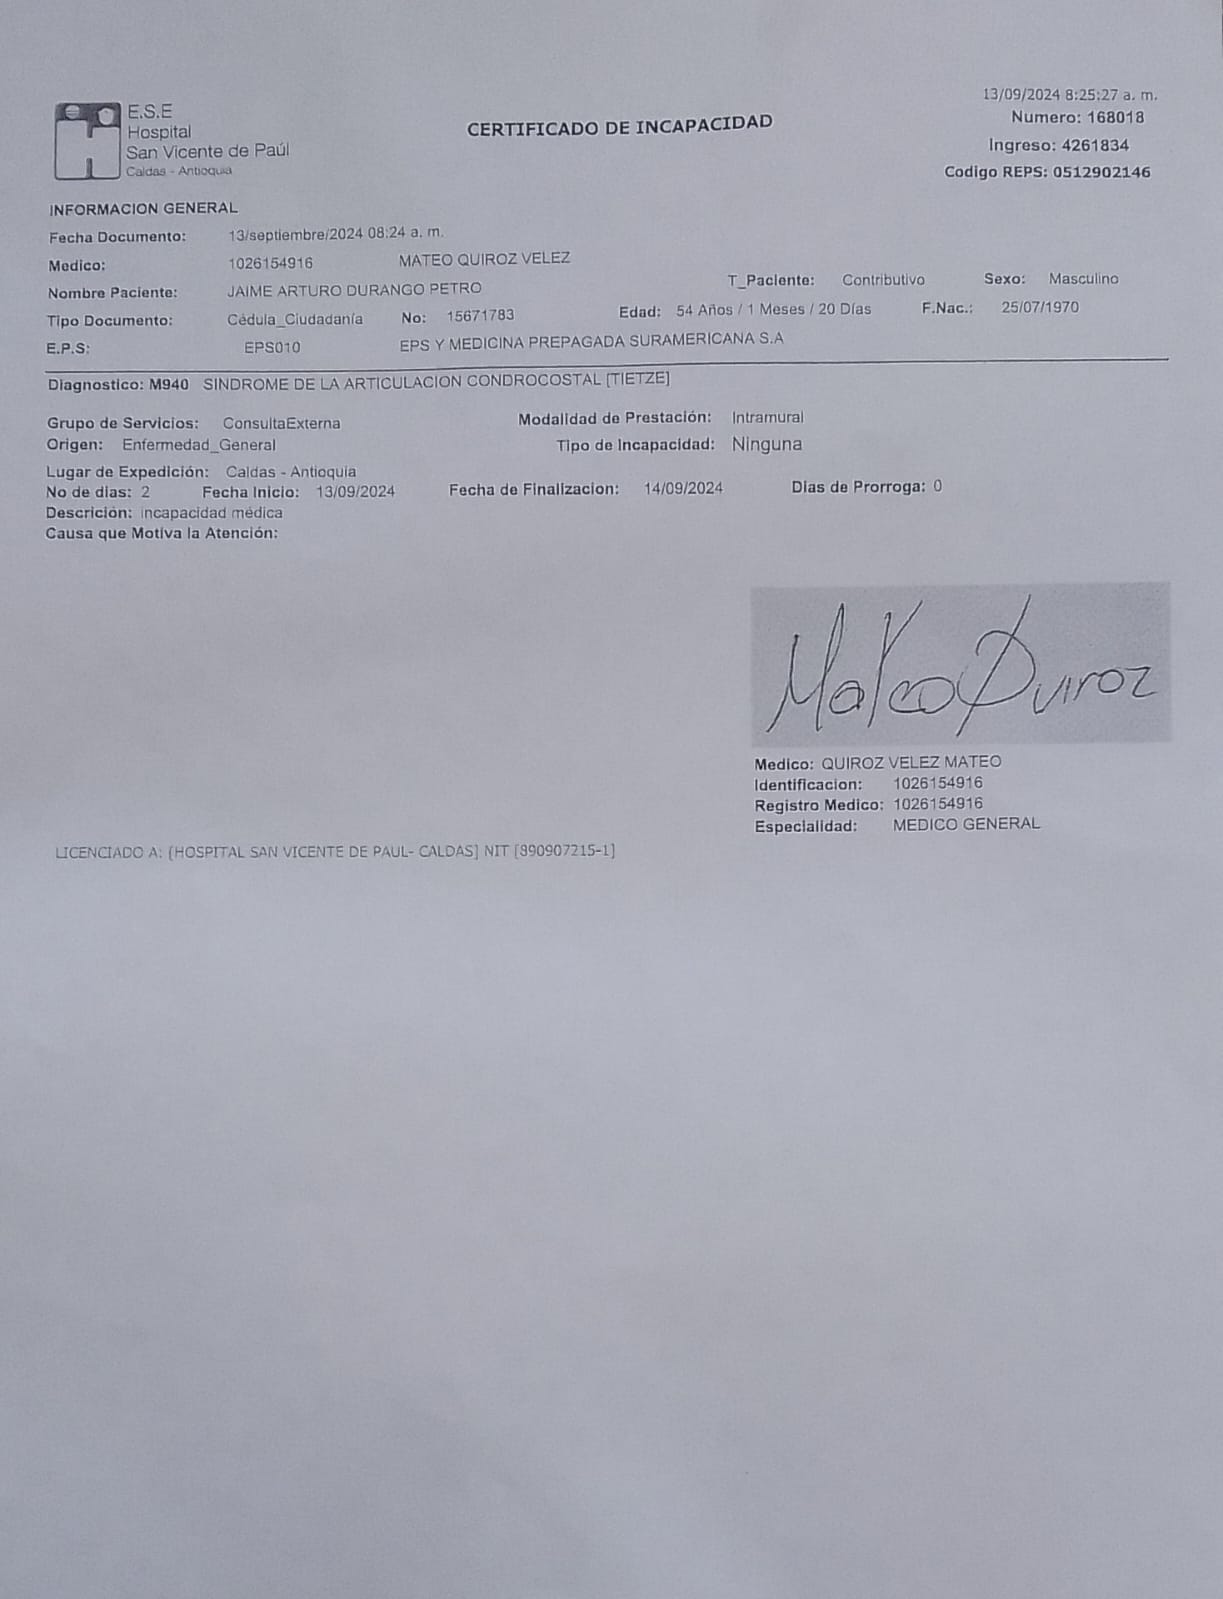 13/09/2024 8:25:27 a. m.
E.S.E
Hospital
San Vicente de Paúl
Caldas - Antioquia
CERTIFICADO DE INCAPACIDAD
Numero: 168018
Ingreso: 4261834
Codigo REPS: 0512902146
INFORMACION GENERAL
Fecha Documento: 13/septiembre/2024 08:24 a. m.
Medico: 1026154916 MATEO QUIROZ VELEZ
Nombre Paciente: JAIME ARTURO DURANGO PETRO T_Paciente: Contributivo Sexo: Masculino
Tipo Documento: Cédula_Ciudadanía No: 15671783 Edad: 54 Años / 1 Meses / 20 Días F.Nac.: 25/07/1970
E.P.S: EPS010 EPS Y MEDICINA PREPAGADA SURAMERICANA S.A
Diagnostico: M940 SINDROME DE LA ARTICULACION CONDROCOSTAL [TIETZE]
Grupo de Servicios: ConsultaExterna Modalidad de Prestación: Intramural
Origen: Enfermedad_General Tipo de Incapacidad: Ninguna
Lugar de Expedición: Caldas - Antioquia
No de dias: 2 Fecha Inicio: 13/09/2024 Fecha de Finalizacion: 14/09/2024 Dias de Prorroga: 0
Descrición: incapacidad médica
Causa que Motiva la Atención:
Mateo Quiroz
Medico: QUIROZ VELEZ MATEO
Identificacion: 1026154916
Registro Medico: 1026154916
Especialidad: MEDICO GENERAL
LICENCIADO A: [HOSPITAL SAN VICENTE DE PAUL- CALDAS] NIT [890907215-1]